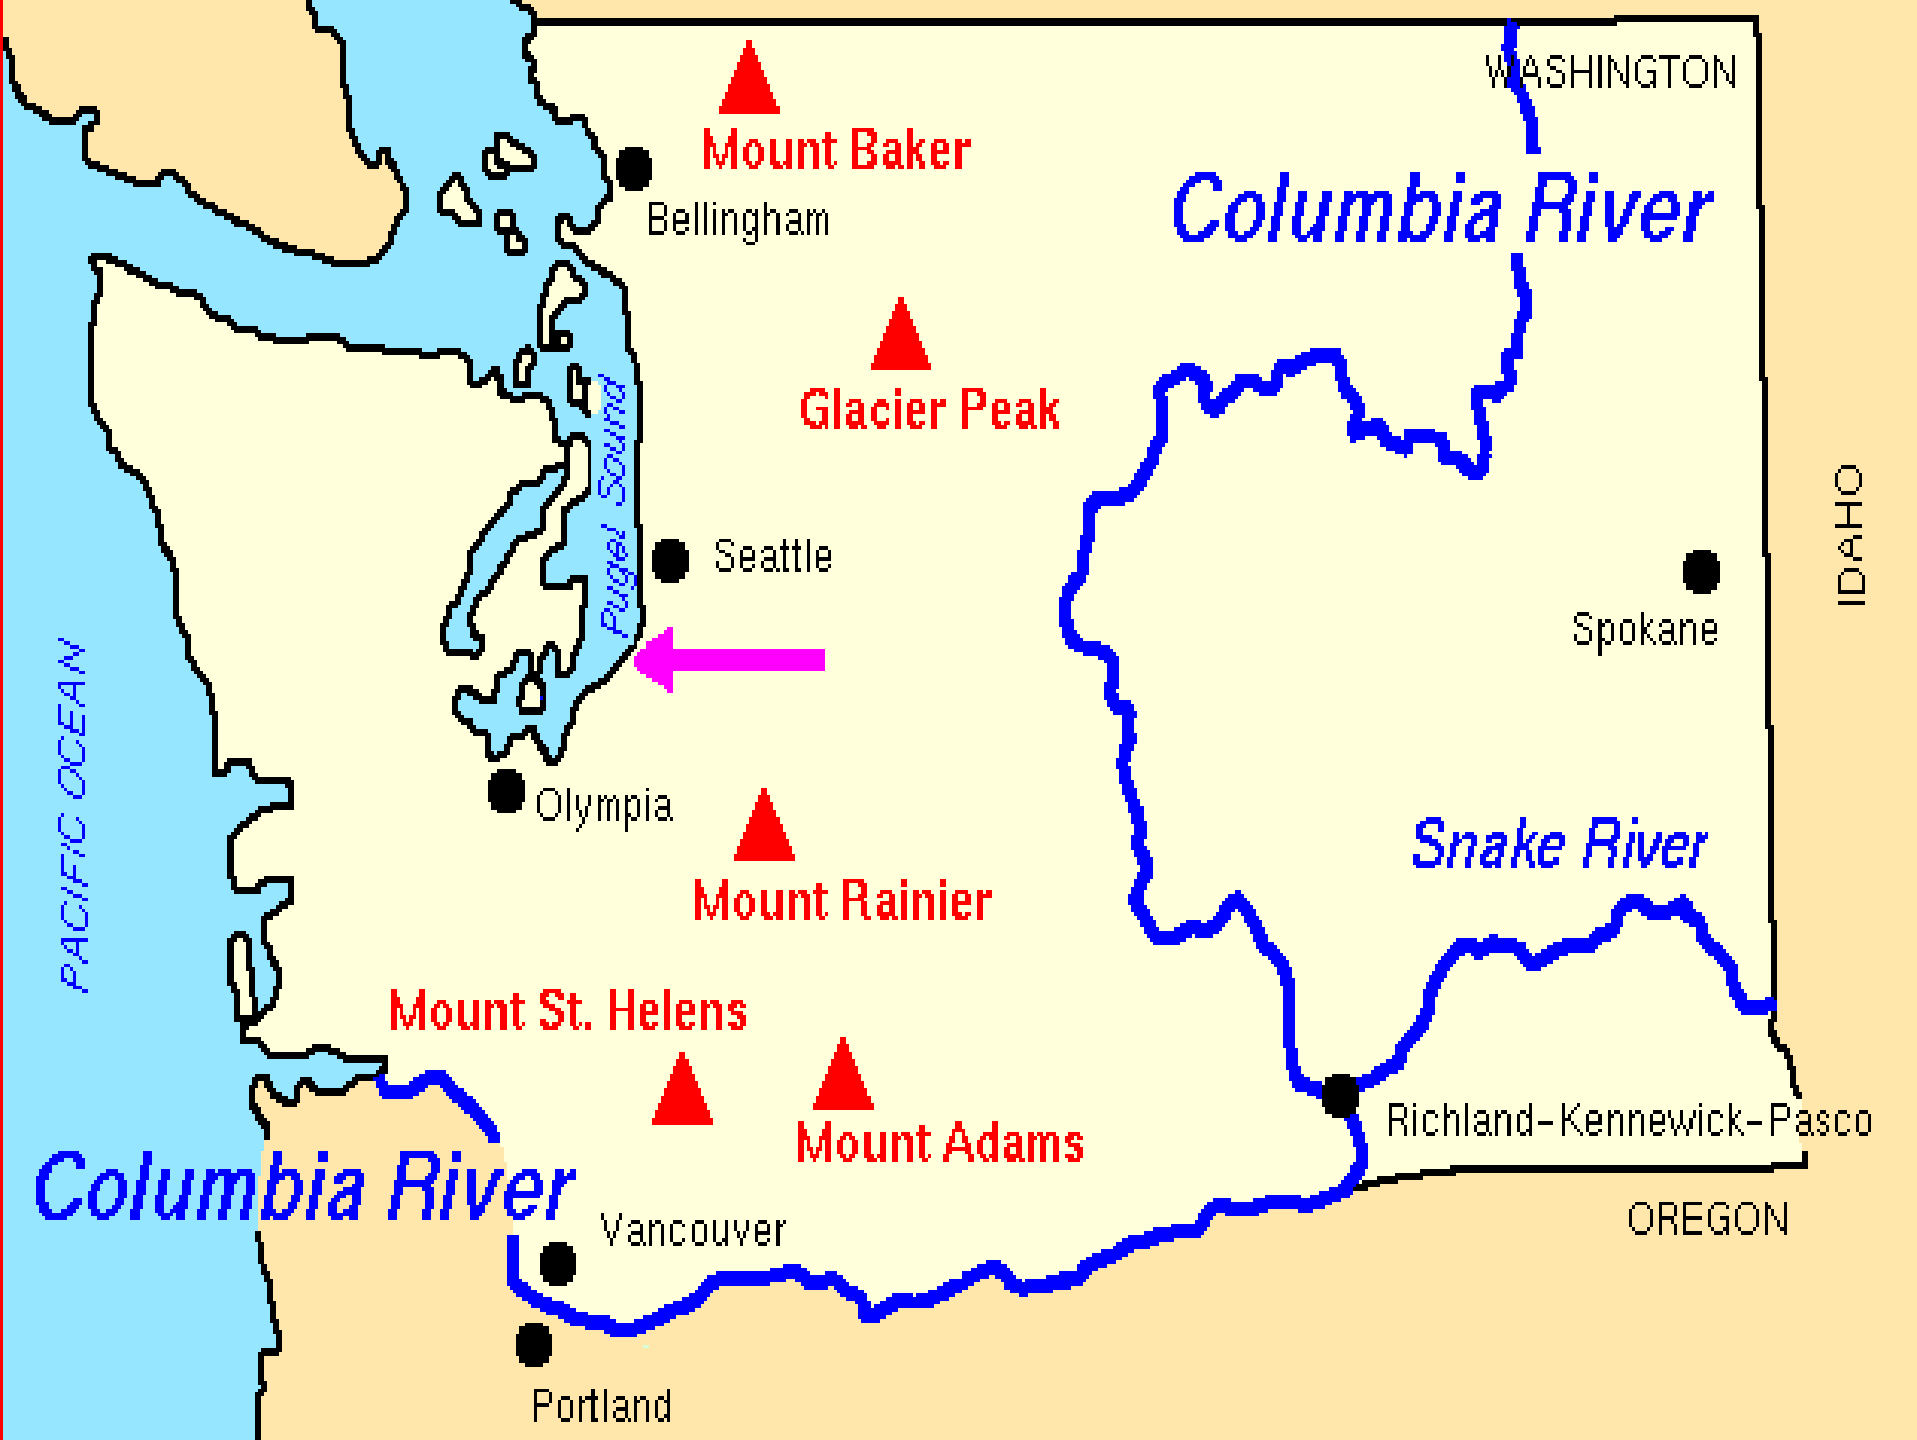 WASHINGTON
Mount Baker
Columbia River
Bellingham
Glacier Peak
Puget Sound
IDAHO
Seattle
Spokane
PACIFIC OCEAN
Olympia
Snake River
Mount Rainier
Mount St. Helens
Richland-Kennewick-Pasco
Mount Adams
Columbia River
Vancouver
OREGON
Portland